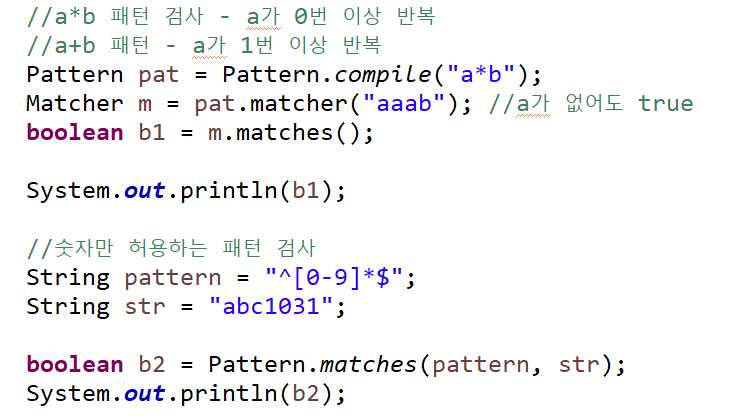 //a*b 패턴 검사 - a가 0번 이상 반복
//a+b 패턴 - a가 1번 이상 반복
Pattern pat = Pattern.compile("a*b");
Matcher m = pat.matcher("aaab"); //a가 없어도 true
boolean b1 = m.matches();
System.out.println(b1);
//숫자만 허용하는 패턴 검사
String pattern = "^[0-9]*$";
String str = "abc1031";
boolean b2 = Pattern.matches(pattern, str);
System.out.println(b2);